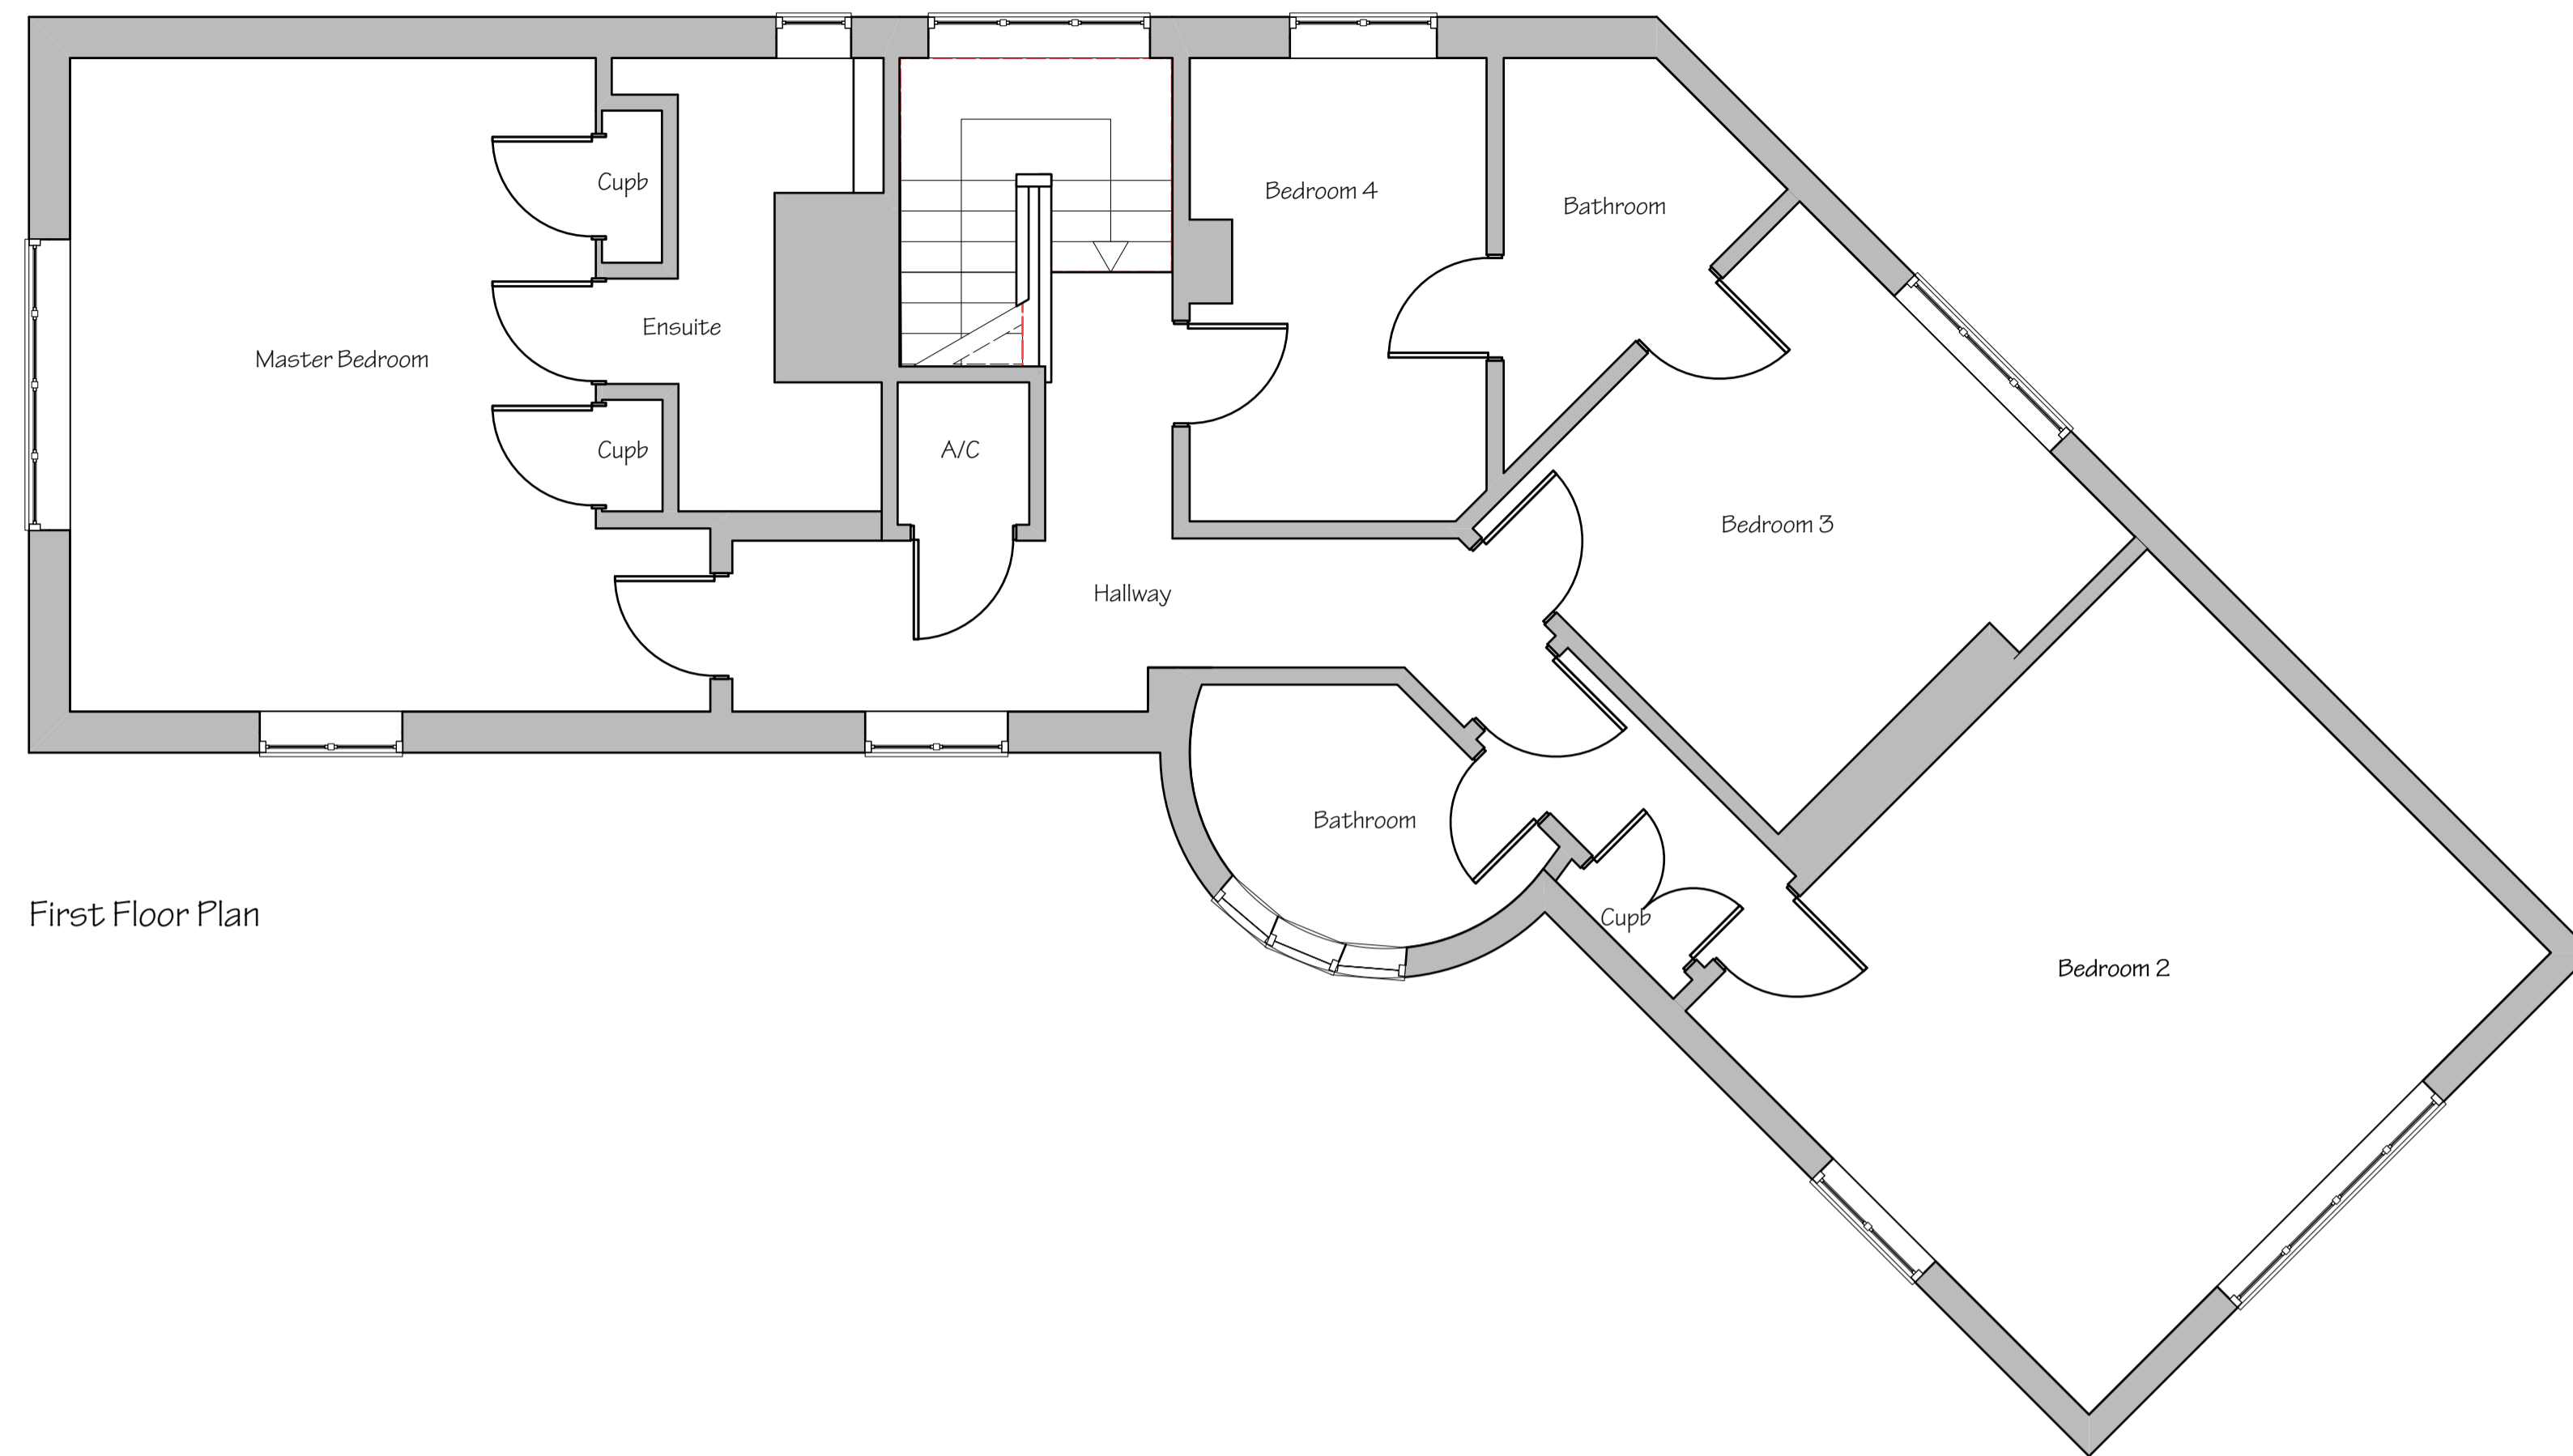 Cupb
Bedroom 4
Bathroom
Ensuite
Master Bedroom
Cupb
A/C
Bedroom 3
Hallway
Bathroom
First Floor Plan
Cupb
Bedroom 2